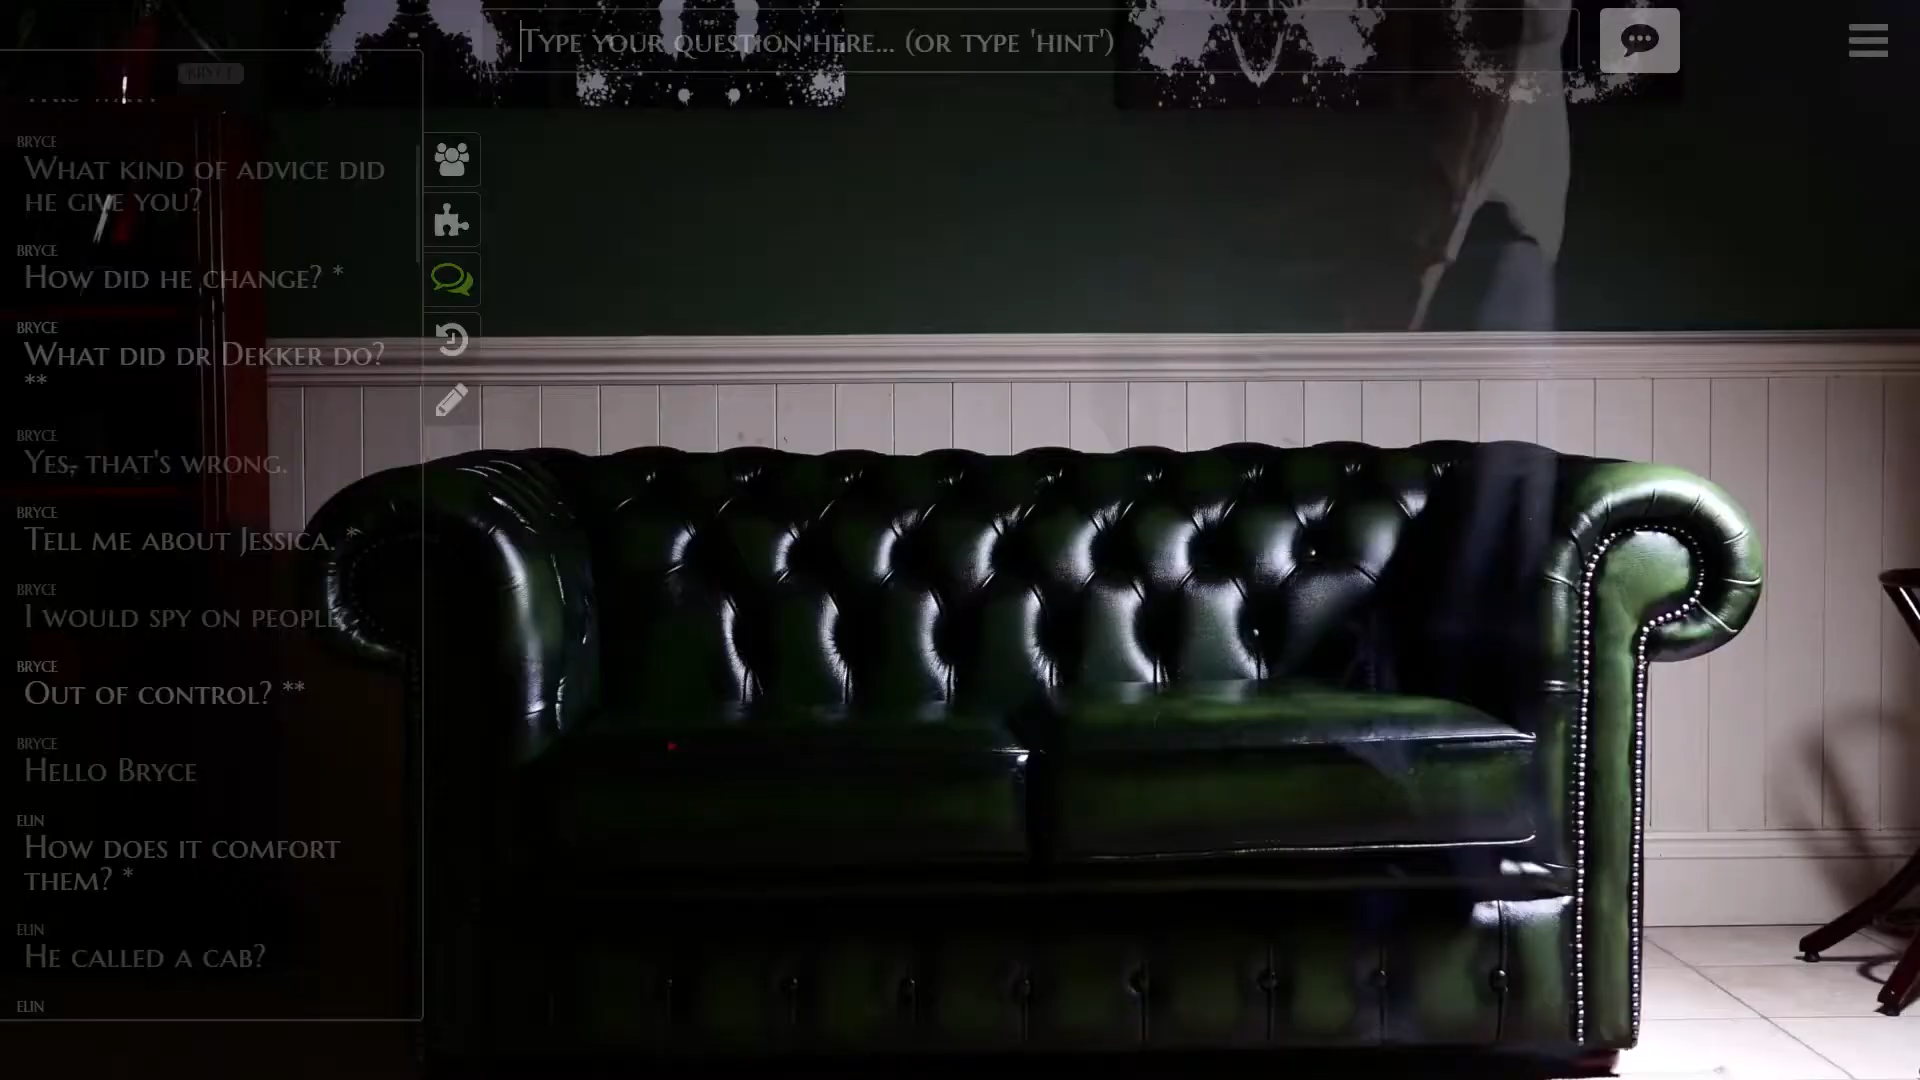 Type your question here... (or type 'hint')
Bryce
Bryce
What kind of advice did
he give you?
Bryce
How did he change? *
Bryce
What did dr Dekker do?
**
Bryce
Yes, that's wrong.
Bryce
Tell me about Jessica. *
Bryce
I would spy on people
Bryce
Out of control? **
Bryce
Hello Bryce
Elin
How does it comfort
them? *
Elin
He called a cab?
Elin